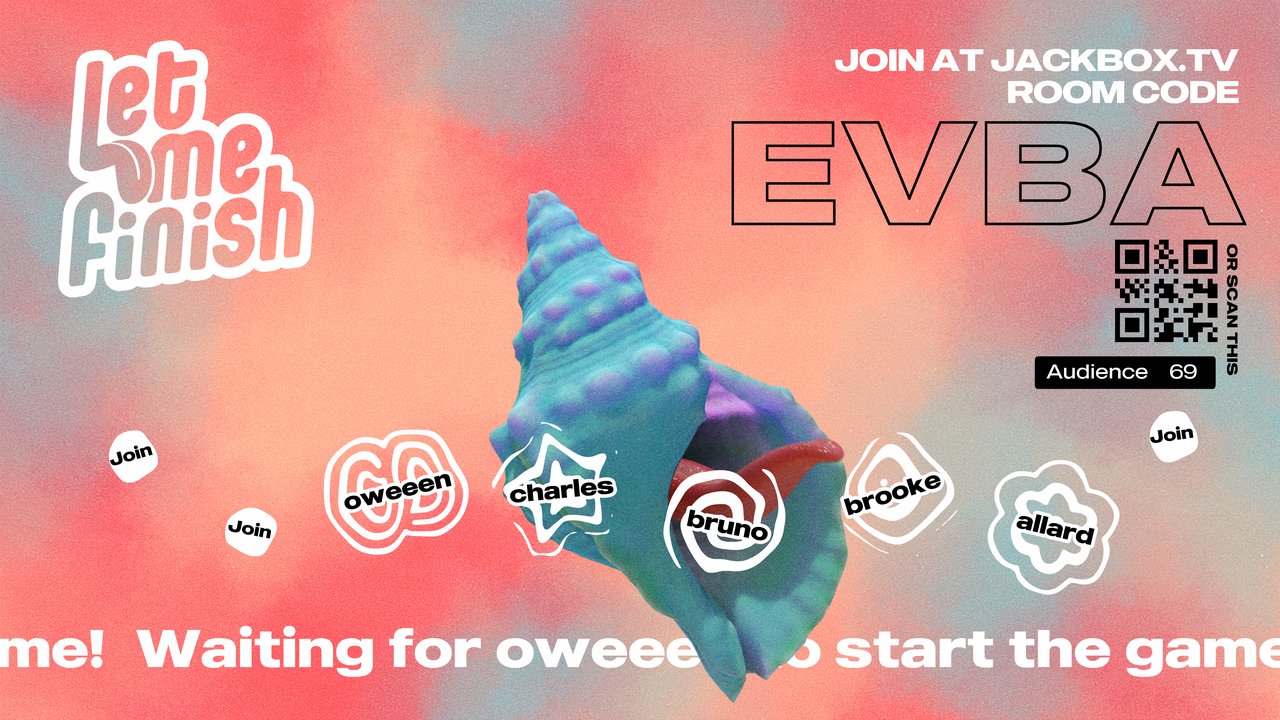 let
me
finish
JOIN AT JACKBOX.TV
ROOM CODE
EVBA
OR SCAN THIS
Audience 69
Join
Join
oweeen
charles
bruno
brooke
allard
Join
me! Waiting for oweee o start the game